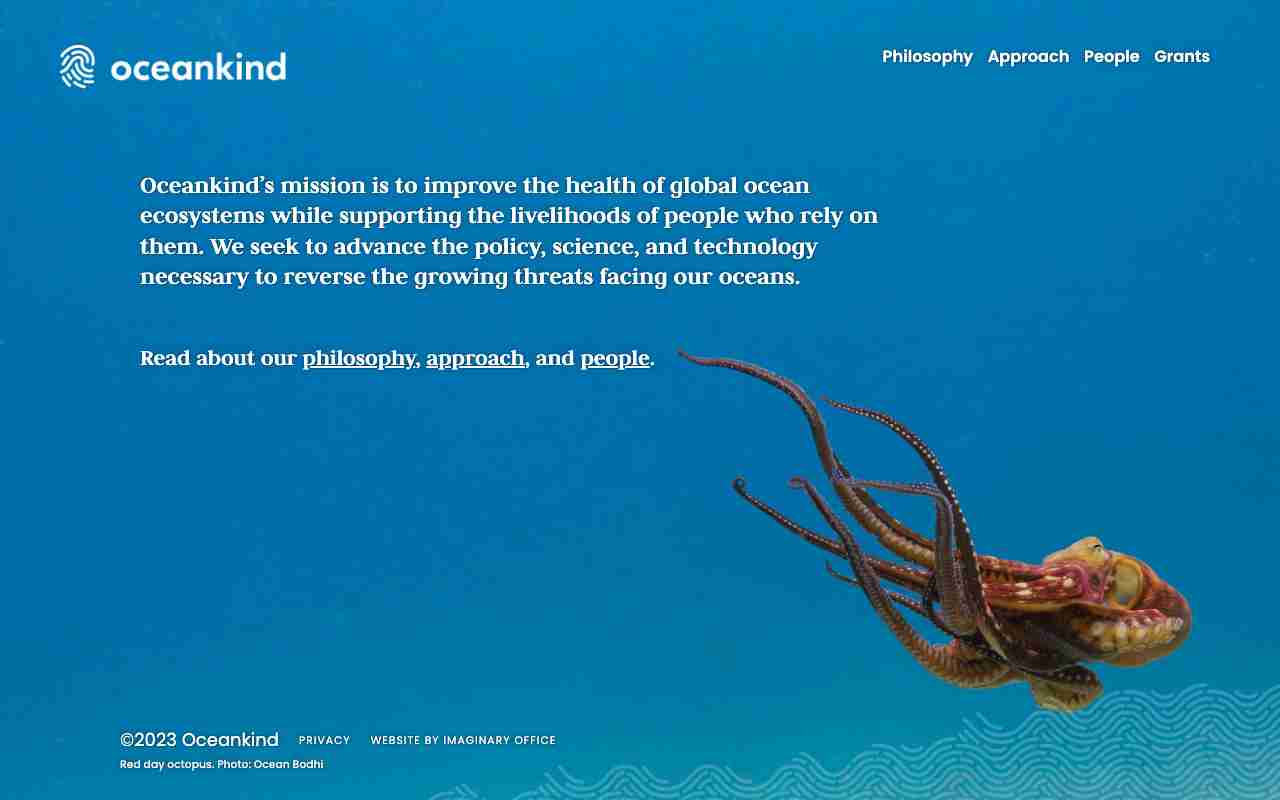 oceankind
Philosophy Approach People Grants
Oceankind’s mission is to improve the health of global ocean
ecosystems while supporting the livelihoods of people who rely on
them. We seek to advance the policy, science, and technology
necessary to reverse the growing threats facing our oceans.
Read about our philosophy, approach, and people.
©2023 Oceankind PRIVACY WEBSITE BY IMAGINARY OFFICE
Red day octopus. Photo: Ocean Bodhi